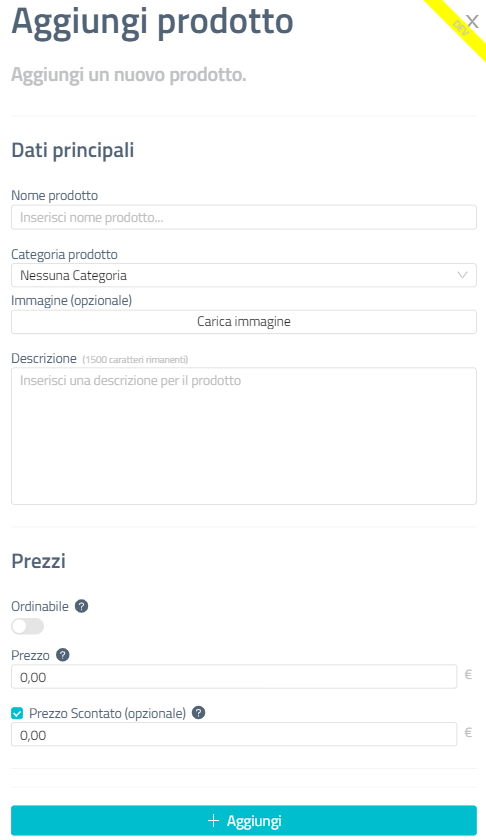 Aggiungi prodotto
DEV
X
Aggiungi un nuovo prodotto.
Dati principali
Nome prodotto
Inserisci nome prodotto...
Categoria prodotto
Nessuna Categoria
Immagine (opzionale)
Carica immagine
Descrizione (1500 caratteri rimanenti)
Inserisci una descrizione per il prodotto
Prezzi
Ordinabile ?
Prezzo ?
0,00 €
Prezzo Scontato (opzionale) ?
0,00 €
+ Aggiungi